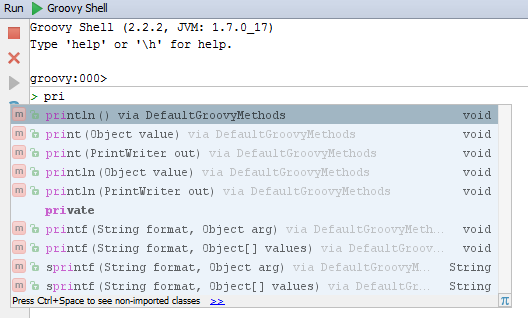 Run Groovy Shell
Groovy Shell (2.2.2, JVM: 1.7.0_17)
Type 'help' or '\h' for help.
groovy:000>
> pri
m println() via DefaultGroovyMethods void
m print(Object value) via DefaultGroovyMethods void
m print(PrintWriter out) via DefaultGroovyMethods void
m println(Object value) via DefaultGroovyMethods void
m println(PrintWriter out) via DefaultGroovyMethods void
private
m printf(String format, Object arg) via DefaultGroovyMeth... void
m printf(String format, Object[] values) via DefaultGroov... void
m sprintf(String format, Object arg) via DefaultGroovyM... String
m sprintf(String format, Object[] values) via DefaultGr... String
Press Ctrl+Space to see non-imported classes >> π